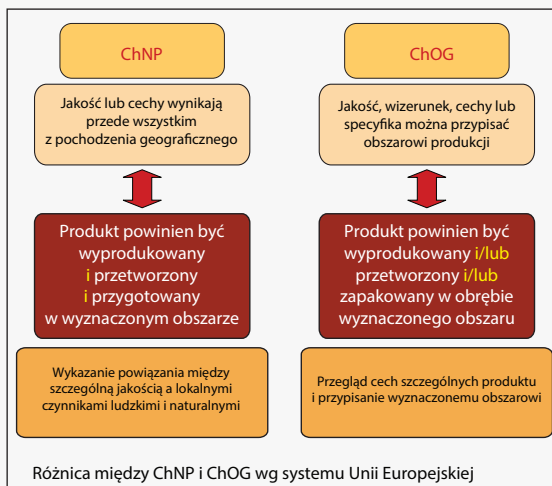 ChNP
Jakość lub cechy wynikają
przede wszystkim
z pochodzenia geograficznego
Produkt powinien być
wyprodukowany
i przetworzony
i przygotowany
w wyznaczonym obszarze
Wykazanie powiązania między
szczególną jakością a lokalnymi
czynnikami ludzkimi i naturalnymi
ChOG
Jakość, wizerunek, cechy lub
specyfika można przypisać
obszarowi produkcji
Produkt powinien być
wyprodukowany i/lub
przetworzony i/lub
zapakowany w obrębie
wyznaczonego obszaru
Przegląd cech szczególnych produktu
i przypisanie wyznaczonemu obszarowi
Różnica między ChNP i ChOG wg systemu Unii Europejskiej